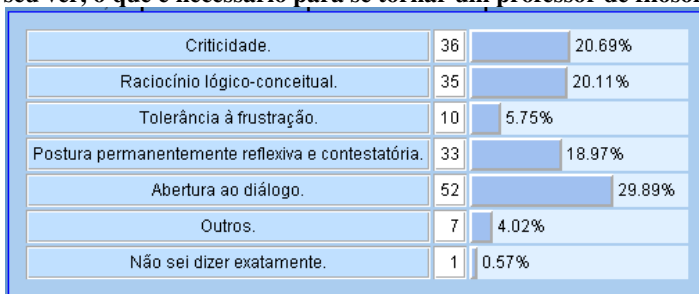 seu ver, o que é necessário para se tornar um professor de
Criticidade. 36 20.69%
Raciocínio lógico-conceitual. 35 20.11%
Tolerância à frustração. 10 5.75%
Postura permanentemente reflexiva e contestatória. 33 18.97%
Abertura ao diálogo. 52 29.89%
Outros. 7 4.02%
Não sei dizer exatamente. 1 0.57%